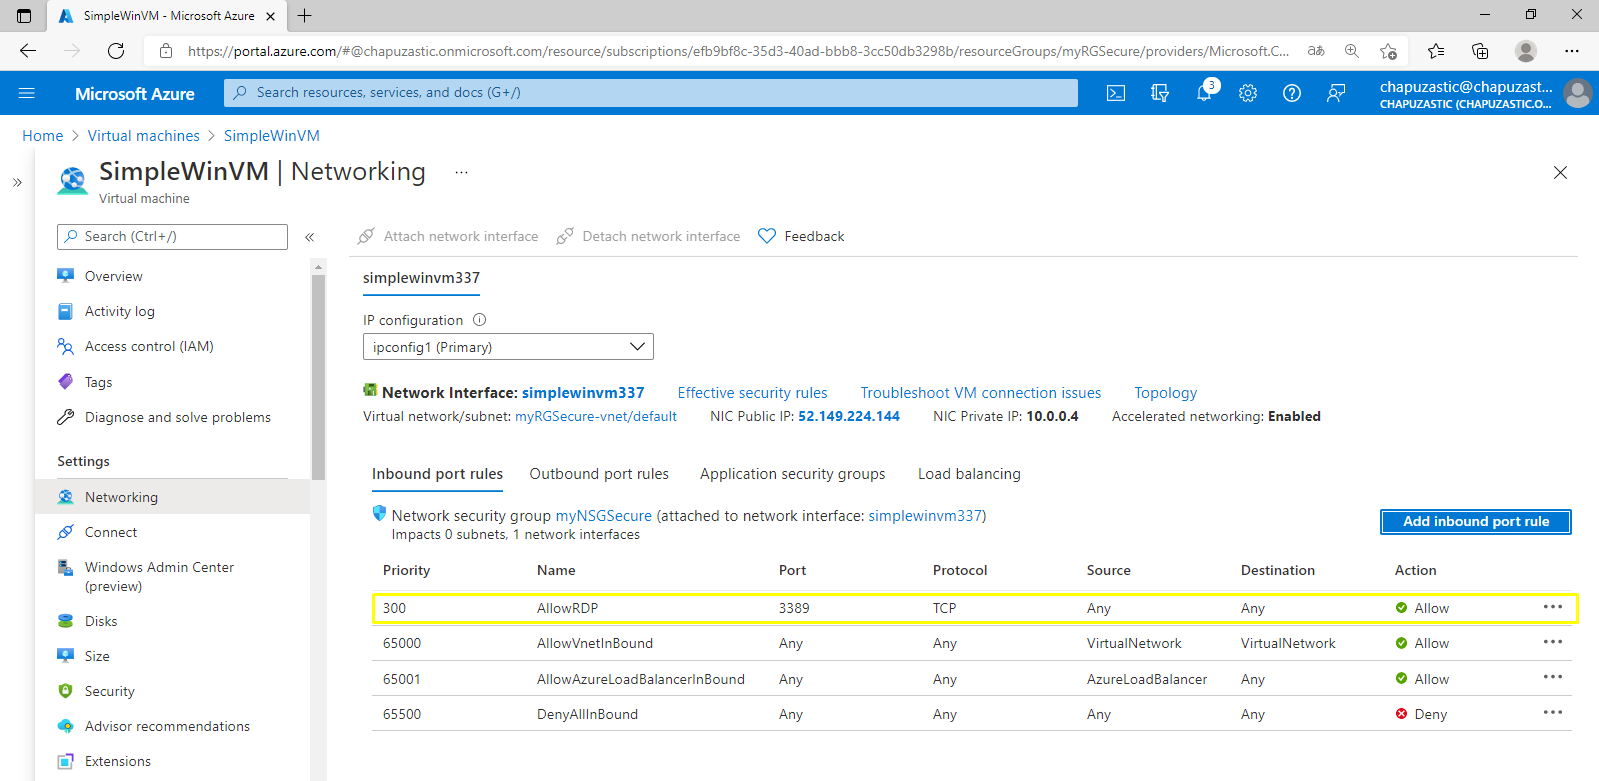 SimpleWinVM - Microsoft Azure
https://portal.azure.com/#@chapuzastic.onmicrosoft.com/resource/subscriptions/efb9bf8c-35d3-40ad-bbb8-3cc50db3298b/resourceGroups/myRGSecure/providers/Microsoft.C...
Microsoft Azure
Search resources, services, and docs (G+/)
3
chapuzastic@chapuzast...
CHAPUZASTIC (CHAPUZASTIC.O...
Home > Virtual machines > SimpleWinVM
SimpleWinVM | Networking ...
Virtual machine
Search (Ctrl+/)
Overview
Activity log
Access control (IAM)
Tags
Diagnose and solve problems
Settings
Networking
Connect
Windows Admin Center
(preview)
Disks
Size
Security
Advisor recommendations
Extensions
Attach network interface Detach network interface Feedback
simplewinvm337
IP configuration
ipconfig1 (Primary)
Network Interface: simplewinvm337 Effective security rules Troubleshoot VM connection issues Topology
Virtual network/subnet: myRGSecure-vnet/default NIC Public IP: 52.149.224.144 NIC Private IP: 10.0.0.4 Accelerated networking: Enabled
Inbound port rules Outbound port rules Application security groups Load balancing
Network security group myNSGSecure (attached to network interface: simplewinvm337)
Impacts 0 subnets, 1 network interfaces
Add inbound port rule
Priority Name Port Protocol Source Destination Action
300 AllowRDP 3389 TCP Any Any Allow
65000 AllowVnetInBound Any Any VirtualNetwork VirtualNetwork Allow
65001 AllowAzureLoadBalancerInBound Any Any AzureLoadBalancer Any Allow
65500 DenyAllInBound Any Any Any Any Deny